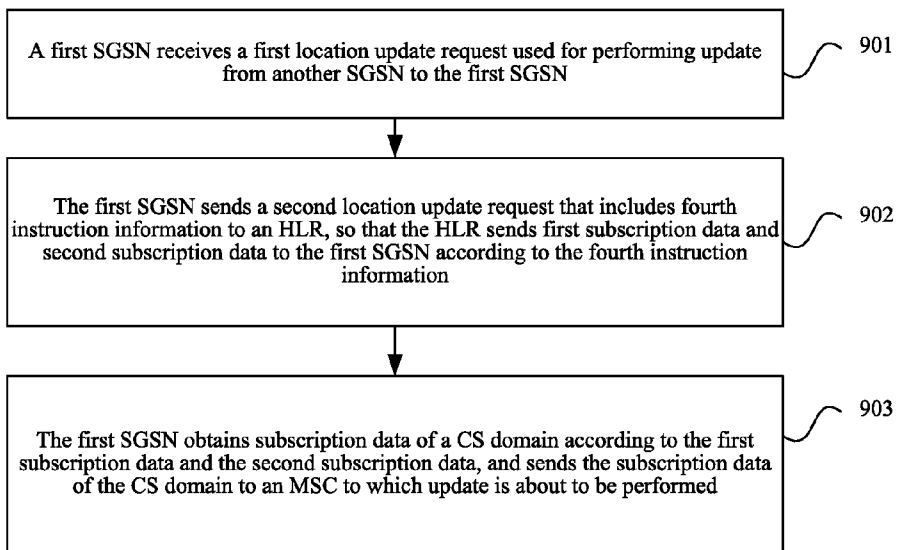 A first SGSN receives a first location update request used for performing update
from another SGSN to the first SGSN
901
The first SGSN sends a second location update request that includes fourth
instruction information to an HLR, so that the HLR sends first subscription data and
second subscription data to the first SGSN according to the fourth instruction
information
902
The first SGSN obtains subscription data of a CS domain according to the first
subscription data and the second subscription data, and sends the subscription data
of the CS domain to an MSC to which update is about to be performed
903